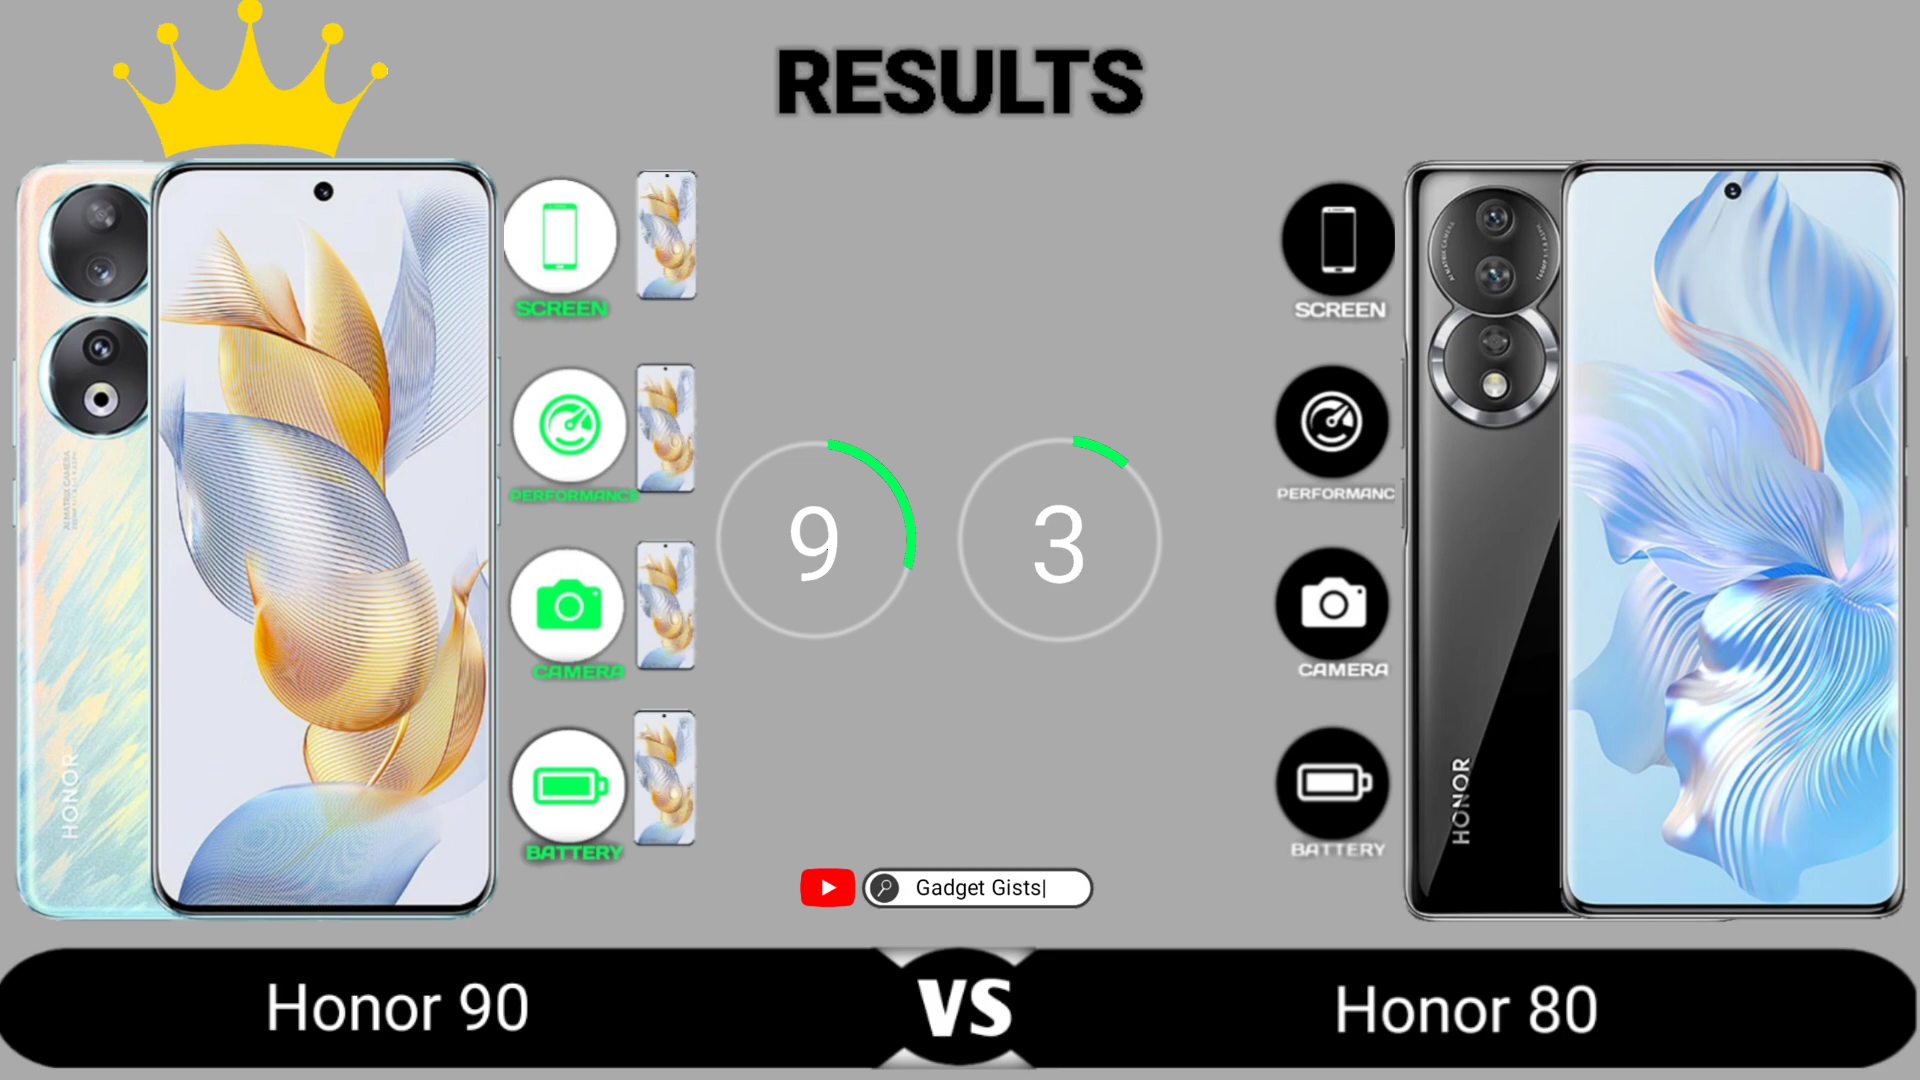 RESULTS
SCREEN
PERFORMANCE
CAMERA
BATTERY
9
3
SCREEN
PERFORMANC
CAMERA
BATTERY
HONOR
HONOR
Gadget Gists|
Honor 90
VS
Honor 80